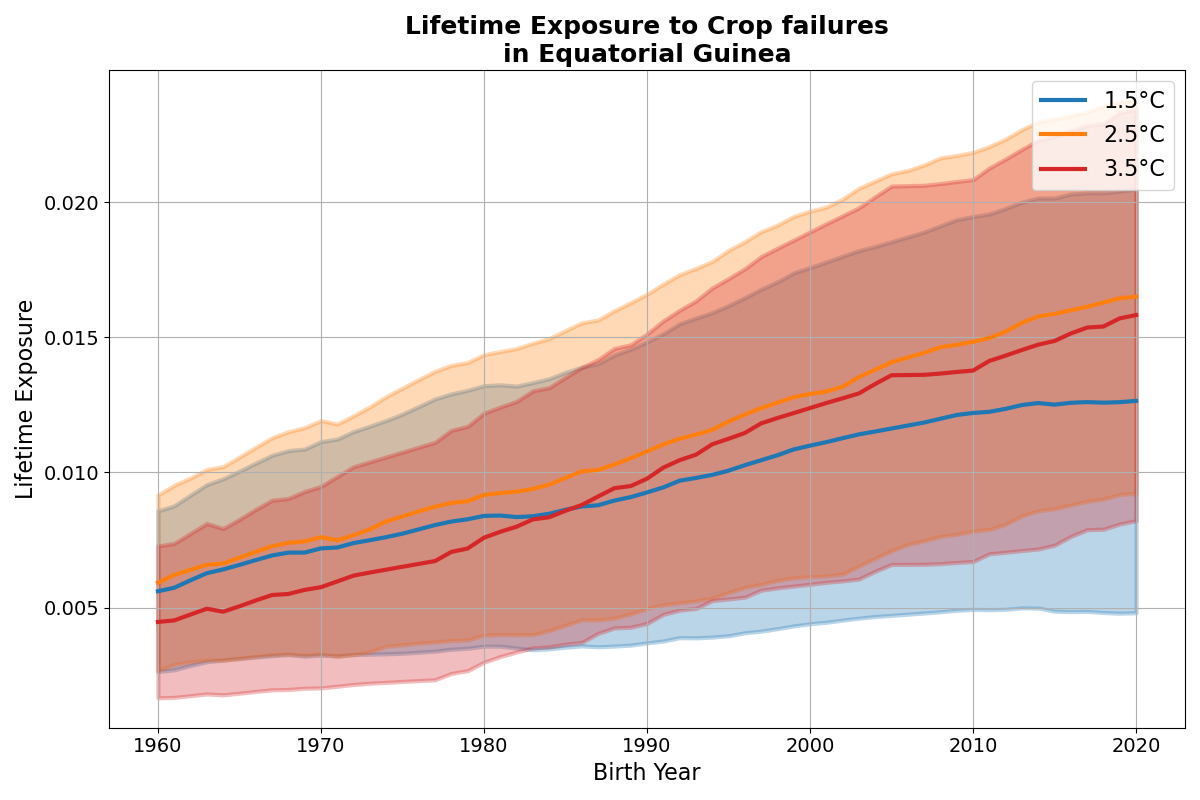 Lifetime Exposure to Crop failures
in Equatorial Guinea
1.5°C
2.5°C
3.5°C
Lifetime Exposure
0.020
0.015
0.010
0.005
1960 1970 1980 1990 2000 2010 2020
Birth Year